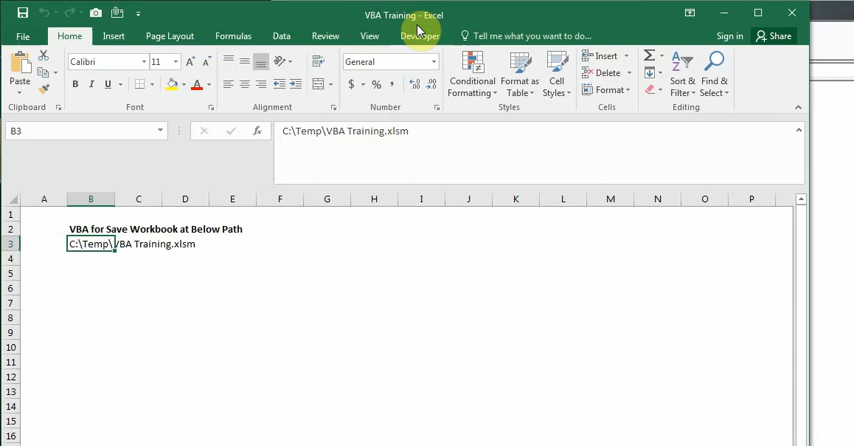 VBA Training - Excel
File Home Insert Page Layout Formulas Data Review View Developer Tell me what you want to do... Sign in Share
Paste
Calibri 11 A A
B I U A
General
$ % ,
Conditional Formatting
Format as Table
Cell Styles
Insert
Delete
Format
Sort & Filter
Find & Select
Clipboard Font Alignment Number Styles Cells Editing
B3 fx C:\Temp\VBA Training.xlsm
A B C D E F G H I J K L M N O P
1
2 VBA for Save Workbook at Below Path
3 C:\Temp\VBA Training.xlsm
4
5
6
7
8
9
10
11
12
13
14
15
16